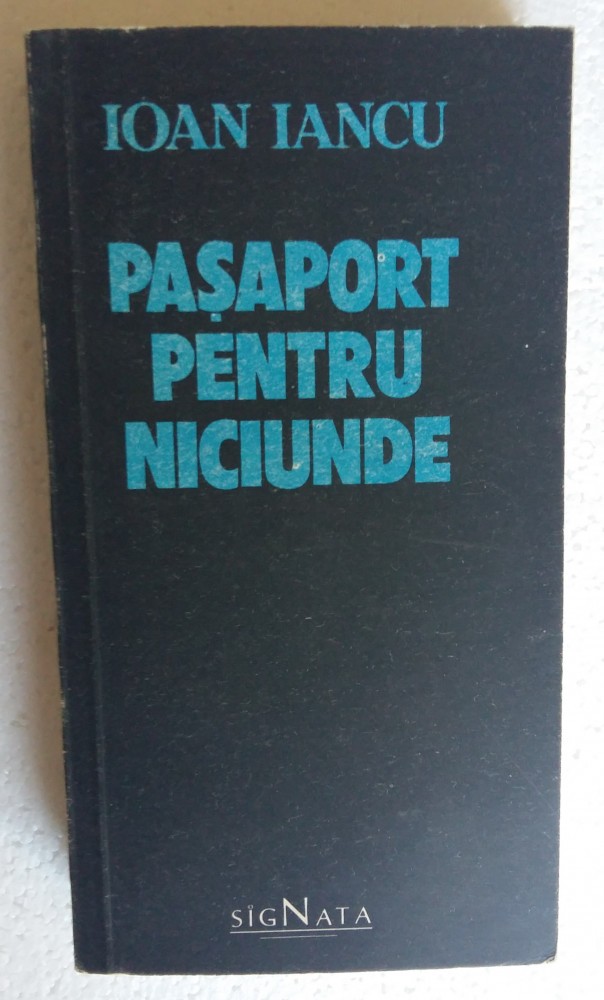 IOAN IANCU
PAȘAPORT
PENTRU
NICIUNDE
SIGNATA